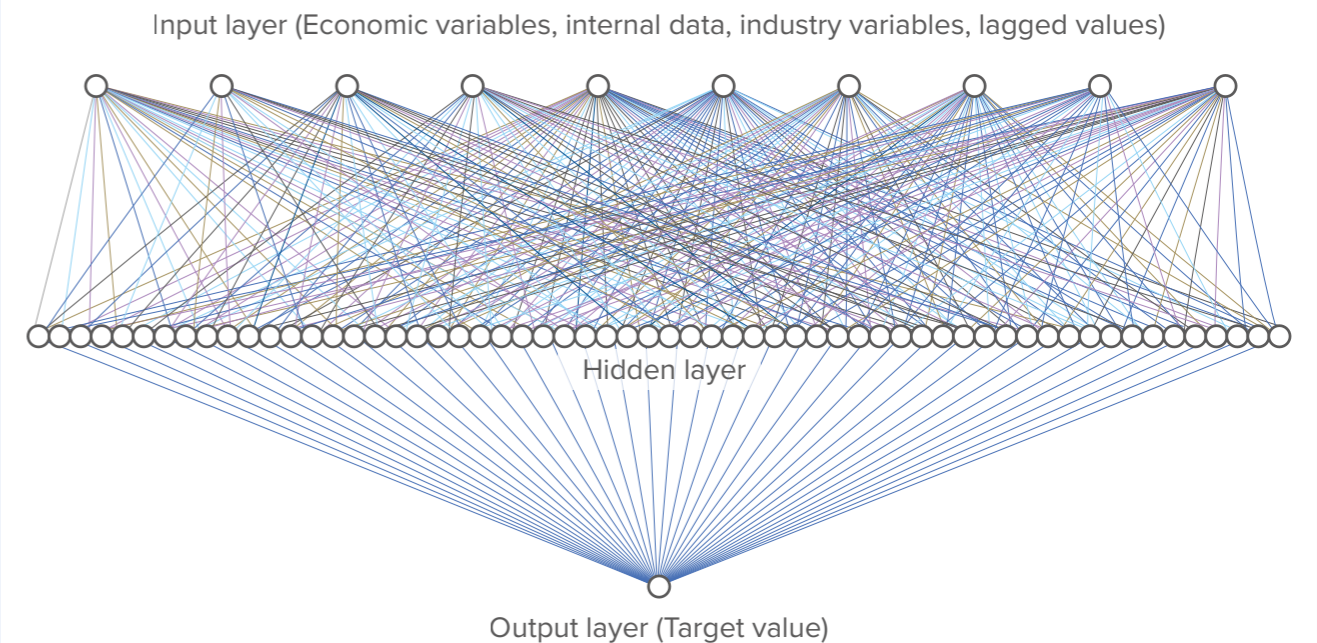 Input layer (Economic variables, internal data, industry variables, lagged values)
Hidden layer
Output layer (Target value)